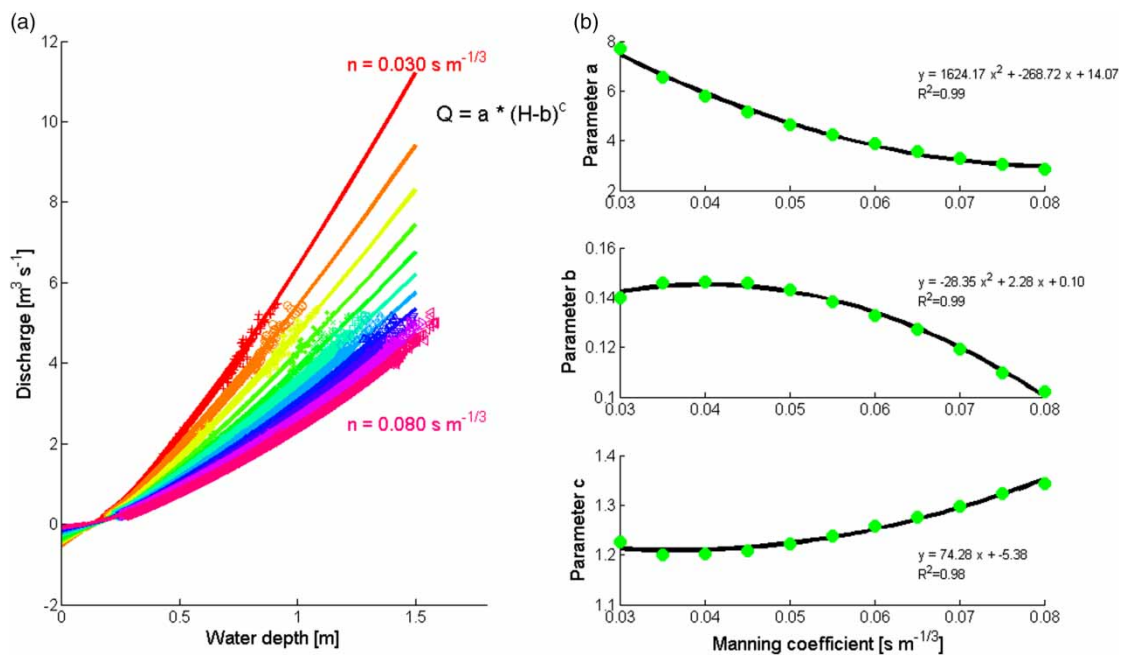 (a)
12
10
8
6
4
2
0
-2
0
0.5
1
1.5
Discharge [m³ s⁻¹]
Water depth [m]
n = 0.030 s m⁻¹/³
Q = a * (H-b)ᶜ
n = 0.080 s m⁻¹/³
(b)
8
6
4
2
0.03
0.04
0.05
0.06
0.07
0.08
Parameter a
y = 1624.17 x² + -268.72 x + 14.07
R²=0.99
0.16
0.14
0.12
0.1
0.03
0.04
0.05
0.06
0.07
0.08
Parameter b
y = -28.35 x² + 2.28 x + 0.10
R²=0.99
1.4
1.3
1.2
1.1
0.03
0.04
0.05
0.06
0.07
0.08
Parameter c
y = 74.28 x + -5.38
R²=0.98
Manning coefficient [s m⁻¹/³]